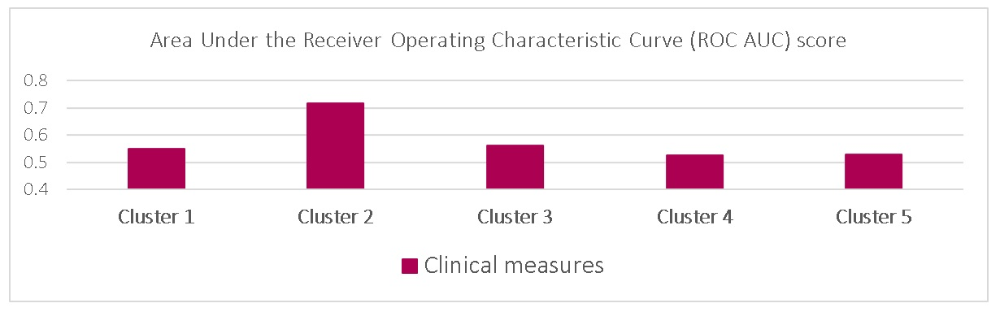 Area Under the Receiver Operating Characteristic Curve (ROC AUC) score
0.8
0.7
0.6
0.5
0.4
Cluster 1 Cluster 2 Cluster 3 Cluster 4 Cluster 5
Clinical measures